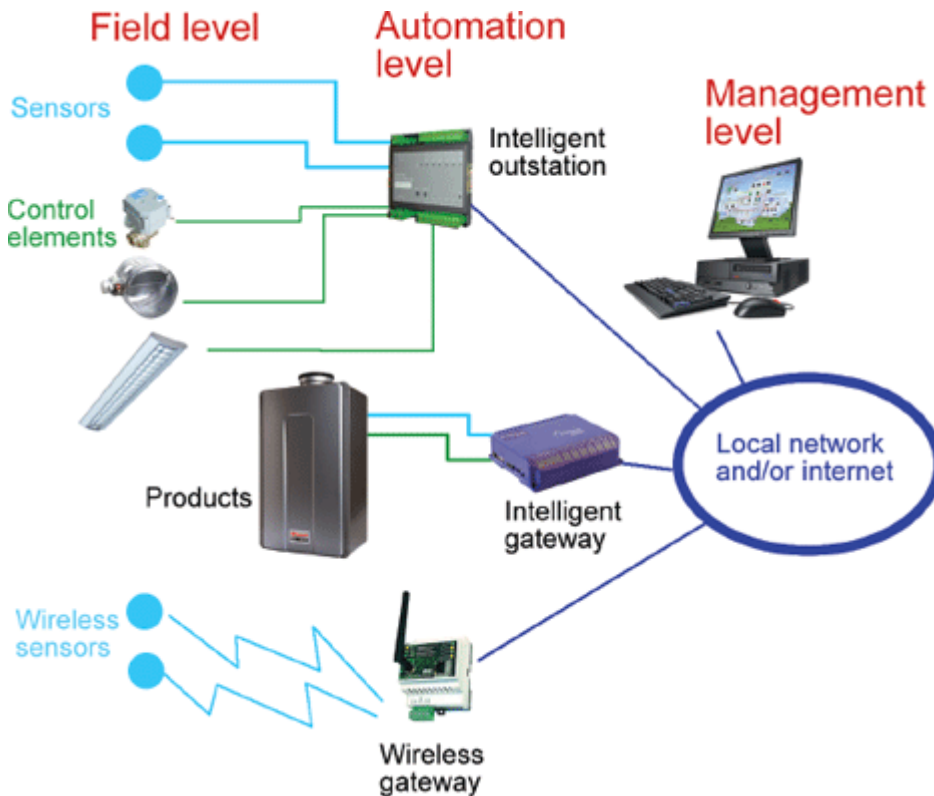 Field level
Automation
level
Management
level
Sensors
Intelligent
outstation
Control
elements
Local network
and/or internet
Products
Intelligent
gateway
Wireless
sensors
Wireless
gateway